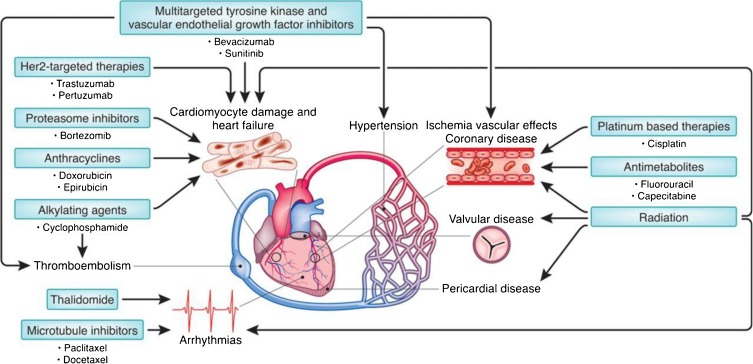 Multitargeted tyrosine kinase and
vascular endothelial growth factor inhibitors
• Bevacizumab
• Sunitinib
Her2-targeted therapies
• Trastuzumab
• Pertuzumab
Proteasome inhibitors
• Bortezomib
Anthracyclines
• Doxorubicin
• Epirubicin
Alkylating agents
• Cyclophosphamide
Thromboembolism
Thalidomide
Microtubule inhibitors
• Paclitaxel
• Docetaxel
Cardiomyocyte damage and
heart failure
Hypertension
Ischemia vascular effects
Coronary disease
Valvular disease
Pericardial disease
Arrhythmias
Platinum based therapies
• Cisplatin
Antimetabolites
• Fluorouracil
• Capecitabine
Radiation